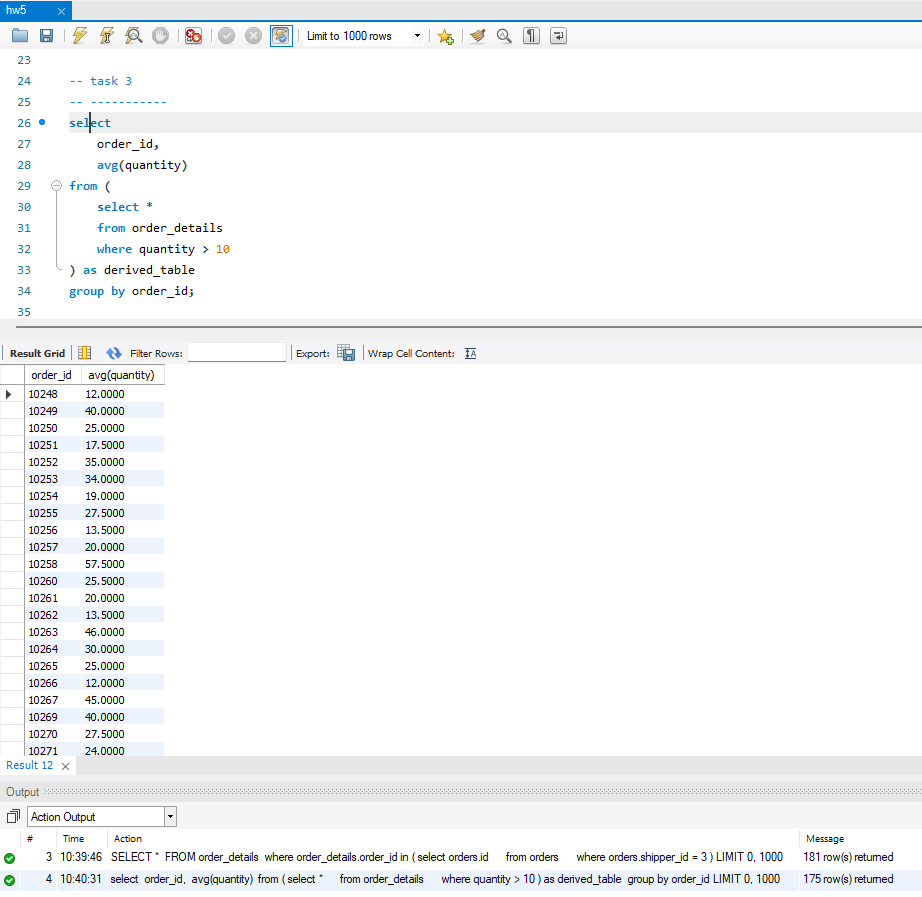 hw5
Limit to 1000 rows
23
24 -- task 3
25 -- -----------
26 select
27 order_id,
28 avg(quantity)
29 from (
30 select *
31 from order_details
32 where quantity > 10
33 ) as derived_table
34 group by order_id;
35
Result Grid Filter Rows: Export: Wrap Cell Content:
order_id avg(quantity)
10248 12.0000
10249 40.0000
10250 25.0000
10251 17.5000
10252 35.0000
10253 34.0000
10254 19.0000
10255 27.5000
10256 13.5000
10257 20.0000
10258 57.5000
10260 25.5000
10261 20.0000
10262 13.5000
10263 46.0000
10264 30.0000
10265 25.0000
10266 12.0000
10267 45.0000
10269 40.0000
10270 27.5000
10271 24.0000
Result 12
Output
Action Output
# Time Action Message
3 10:39:46 SELECT * FROM order_details where order_details.order_id in ( select orders.id from orders where orders.shipper_id = 3 ) LIMIT 0, 1000 181 row(s) returned
4 10:40:31 select order_id, avg(quantity) from ( select * from order_details where quantity > 10 ) as derived_table group by order_id LIMIT 0, 1000 175 row(s) returned